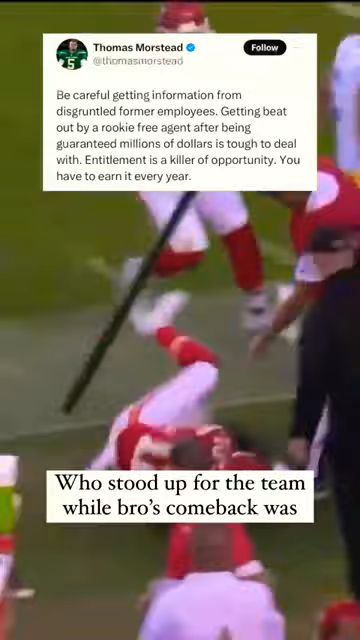 Thomas Morstead
Follow
@thomasmorstead
5
Be careful getting information from
disgruntled former employees. Getting beat
out by a rookie free agent after being
guaranteed millions of dollars is tough to deal
with. Entitlement is a killer of opportunity. You
have to earn it every year.
Who stood up for the team
while bro's comeback was